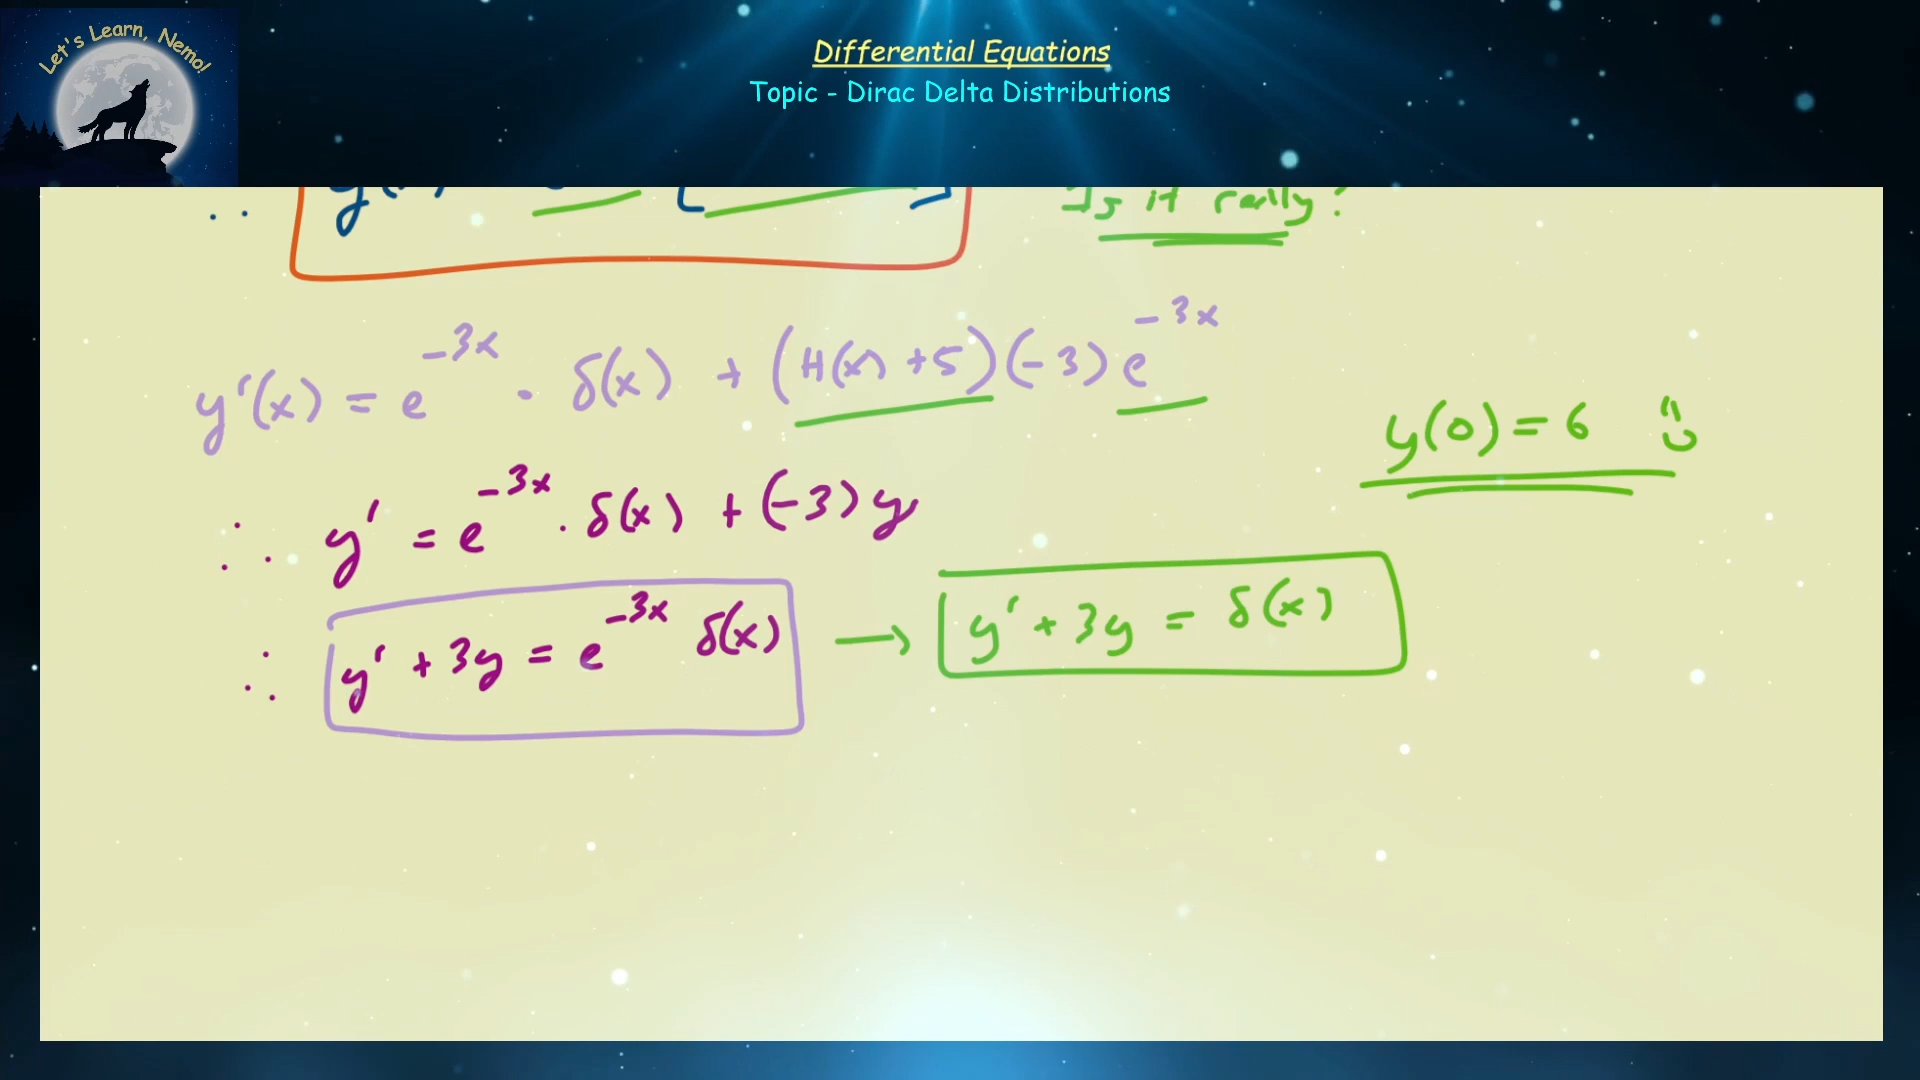 Let's Learn, Nemo!
Differential Equations
Topic - Dirac Delta Distributions
Is it really?
y'(x) = e^{-3x} · δ(x) + (H(x) + 5)(-3) e^{-3x}
y(0) = 6
∴ y' = e^{-3x} · δ(x) + (-3) y
∴ y' + 3y = e^{-3x} δ(x) → y' + 3y = δ(x)